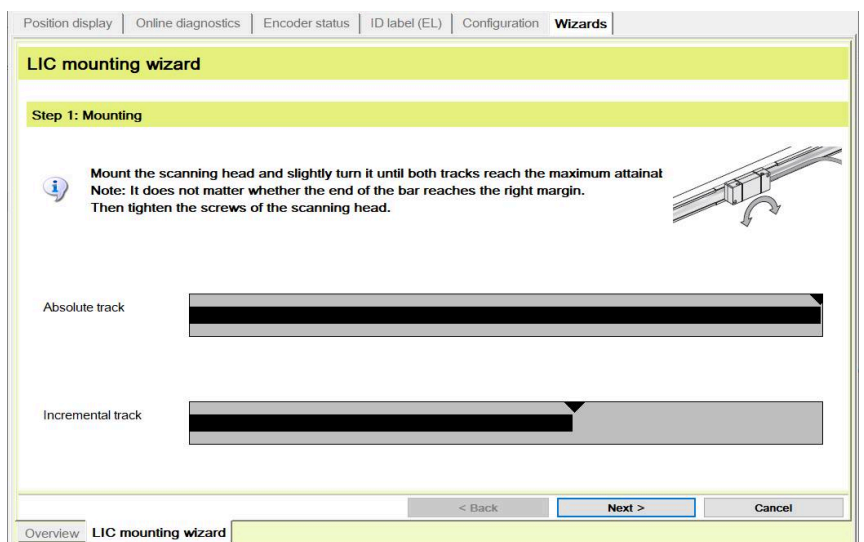 Position display Online diagnostics Encoder status ID label (EL) Configuration Wizards
LIC mounting wizard
Step 1: Mounting
Mount the scanning head and slightly turn it until both tracks reach the maximum
Note: It does not matter whether the end of the bar reaches the right margin.
Then tighten the screws of the scanning head.
Absolute track
Incremental track
< Back Next > Cancel
Overview LIC mounting wizard